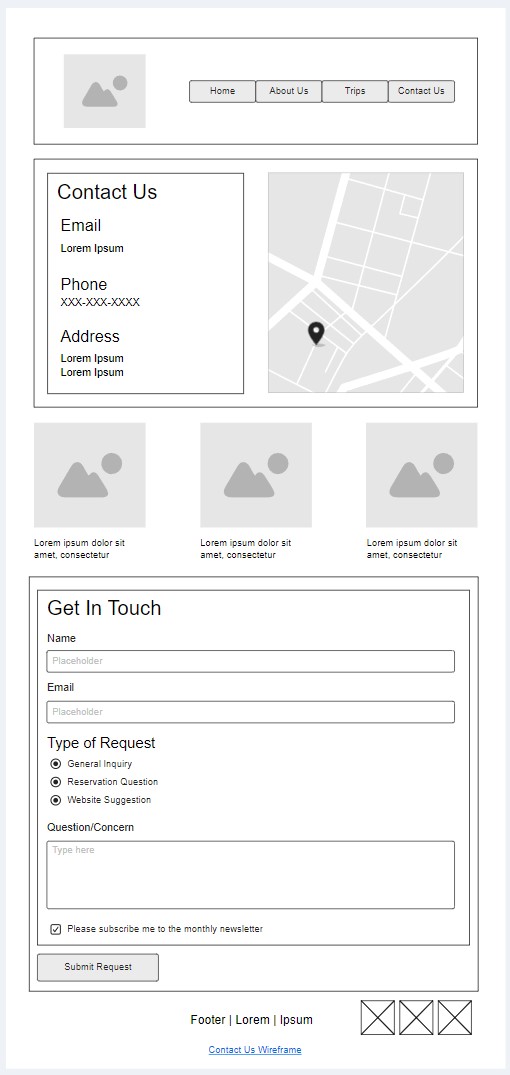 Home
About Us
Trips
Contact Us
Contact Us
Email
Lorem Ipsum
Phone
XXX-XXX-XXXX
Address
Lorem Ipsum
Lorem Ipsum
Lorem ipsum dolor sit
amet, consectetur
Lorem ipsum dolor sit
amet, consectetur
Lorem ipsum dolor sit
amet, consectetur
Get In Touch
Name
Placeholder
Email
Placeholder
Type of Request
General Inquiry
Reservation Question
Website Suggestion
Question/Concern
Type here
Please subscribe me to the monthly newsletter
Submit Request
Footer | Lorem | Ipsum
Contact Us Wireframe